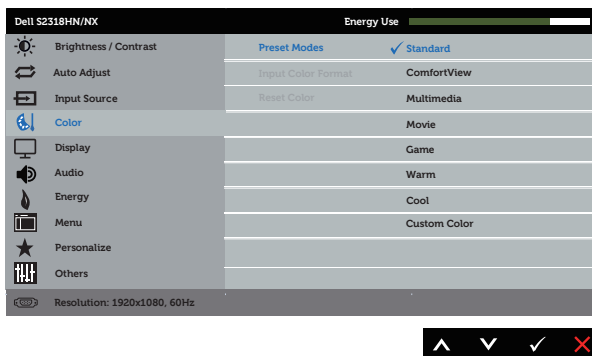 Dell S2318HN/NX Energy Use
Brightness / Contrast Preset Modes Standard
Auto Adjust Input Color Format ComfortView
Input Source Reset Color Multimedia
Color Movie
Display Game
Audio Warm
Energy Cool
Menu Custom Color
Personalize
Others
Resolution: 1920x1080, 60Hz